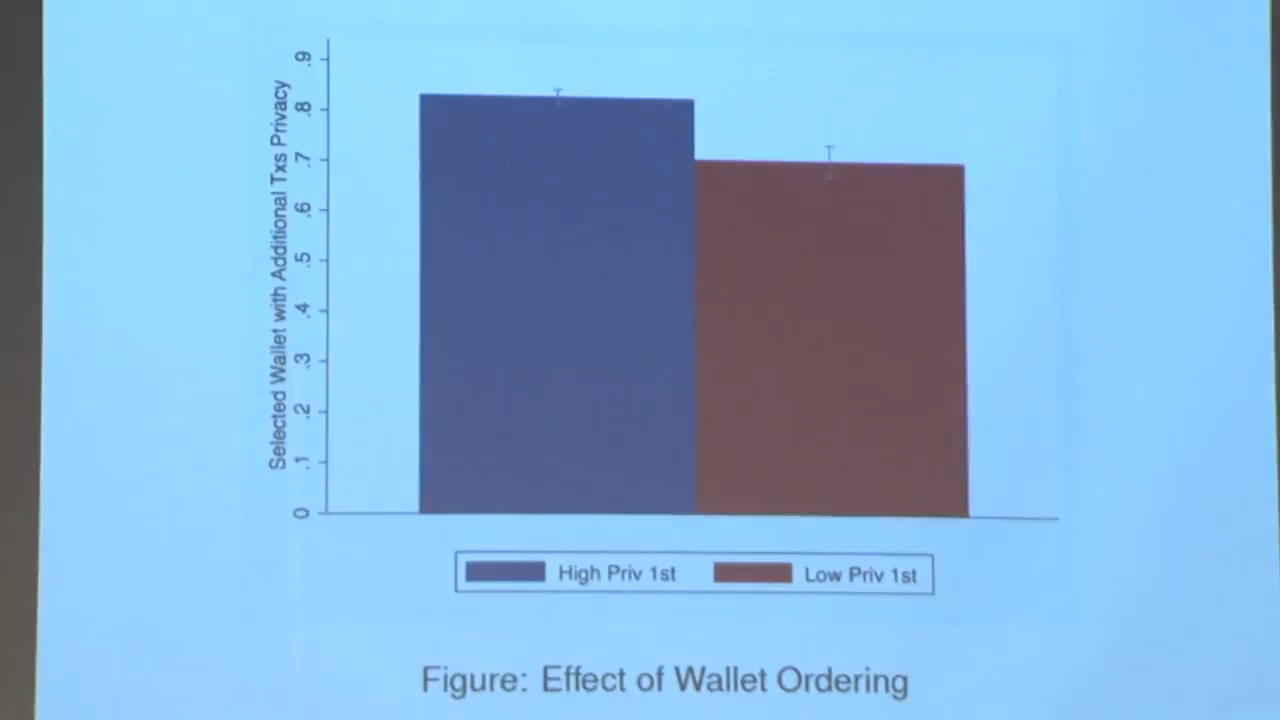 Selected Wallet with Additional Txs Privacy
.9
.8
.7
.6
.5
.4
.3
.2
.1
0
High Priv 1st
Low Priv 1st
Figure: Effect of Wallet Ordering